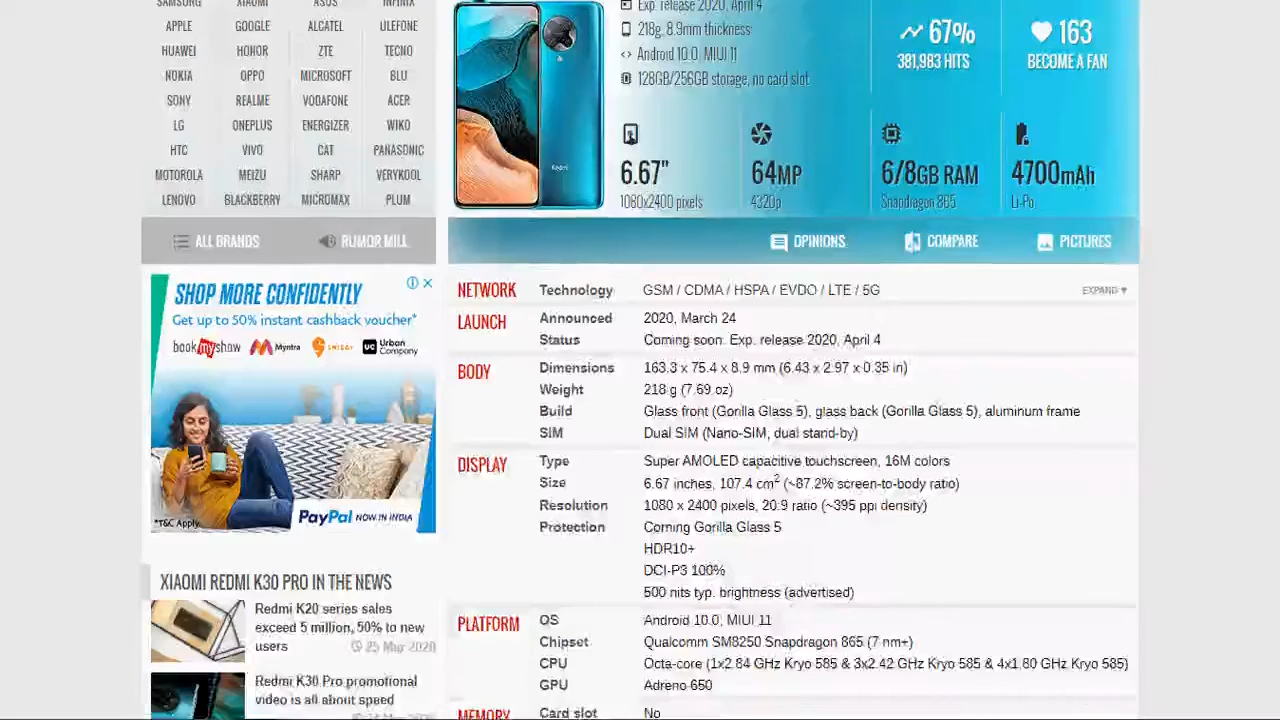 SAMSUNG XIAOMI ASUS INFINIX
APPLE GOOGLE ALCATEL ULEFONE
HUAWEI HONOR ZTE TECNO
NOKIA OPPO MICROSOFT BLU
SONY REALME VODAFONE ACER
LG ONEPLUS ENERGIZER WIKO
HTC VIVO CAT PANASONIC
MOTOROLA MEIZU SHARP VERYKOOL
LENOVO BLACKBERRY MICROMAX PLUM
ALL BRANDS RUMOR MILL
Exp. release 2020, April 4
218g, 8.9mm thickness
Android 10.0, MIUI 11
128GB/256GB storage, no card slot
67%
381,983 HITS
163
BECOME A FAN
Redmi
6.67"
1080x2400 pixels
64MP
4320p
6/8GB RAM
Snapdragon 865
4700mAh
Li-Po
OPINIONS COMPARE PICTURES
SHOP MORE CONFIDENTLY
Get up to 50% instant cashback voucher*
bookmyshow Myntra SWIGGY UC Urban Company
*T&C Apply
PayPal NOW IN INDIA
XIAOMI REDMI K30 PRO IN THE NEWS
Redmi K20 series sales
exceed 5 million, 50% to new
users 25 Mar 2020
Redmi K30 Pro promotional
video is all about speed
NETWORK Technology GSM / CDMA / HSPA / EVDO / LTE / 5G EXPAND ▼
LAUNCH Announced 2020, March 24
Status Coming soon. Exp. release 2020, April 4
BODY Dimensions 163.3 x 75.4 x 8.9 mm (6.43 x 2.97 x 0.35 in)
Weight 218 g (7.69 oz)
Build Glass front (Gorilla Glass 5), glass back (Gorilla Glass 5), aluminum frame
SIM Dual SIM (Nano-SIM, dual stand-by)
DISPLAY Type Super AMOLED capacitive touchscreen, 16M colors
Size 6.67 inches, 107.4 cm2 (~87.2% screen-to-body ratio)
Resolution 1080 x 2400 pixels, 20:9 ratio (~395 ppi density)
Protection Corning Gorilla Glass 5
HDR10+
DCI-P3 100%
500 nits typ. brightness (advertised)
PLATFORM OS Android 10.0, MIUI 11
Chipset Qualcomm SM8250 Snapdragon 865 (7 nm+)
CPU Octa-core (1x2.84 GHz Kryo 585 & 3x2.42 GHz Kryo 585 & 4x1.80 GHz Kryo 585)
GPU Adreno 650
MEMORY Card slot No